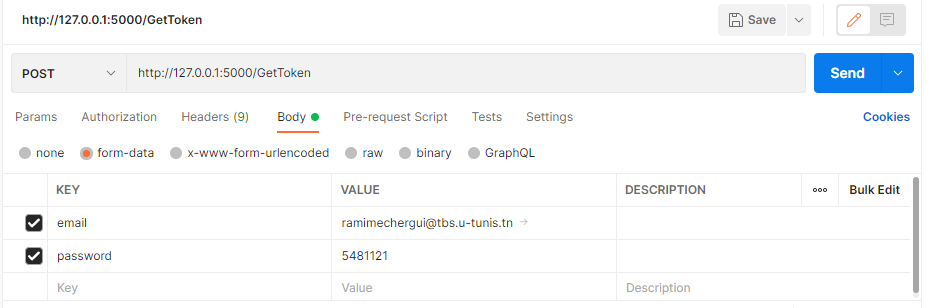 http://127.0.0.1:5000/GetToken Save
POST http://127.0.0.1:5000/GetToken Send
Params Authorization Headers (9) Body Pre-request Script Tests Settings Cookies
none form-data x-www-form-urlencoded raw binary GraphQL
KEY VALUE DESCRIPTION ooo Bulk Edit
email ramimechergui@tbs.u-tunis.tn →
password 5481121
Key Value Description